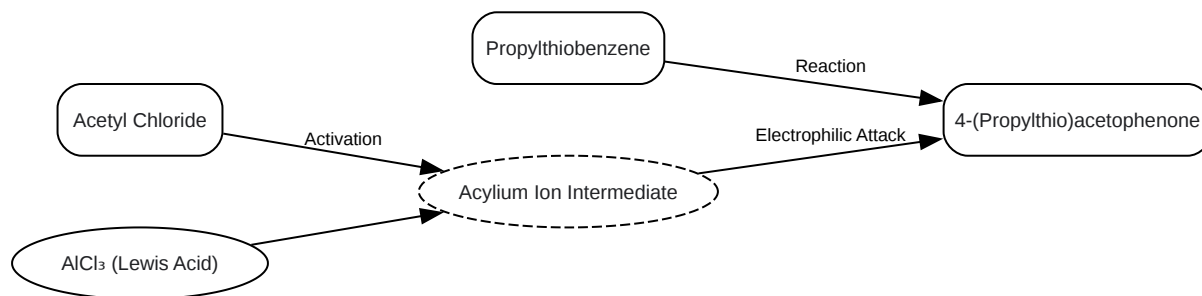 Propylthiobenzene
Reaction
Acetyl Chloride
Activation
4-(Propylthio)acetophenone
Electrophilic Attack
Acylium Ion Intermediate
AlCl₃ (Lewis Acid)